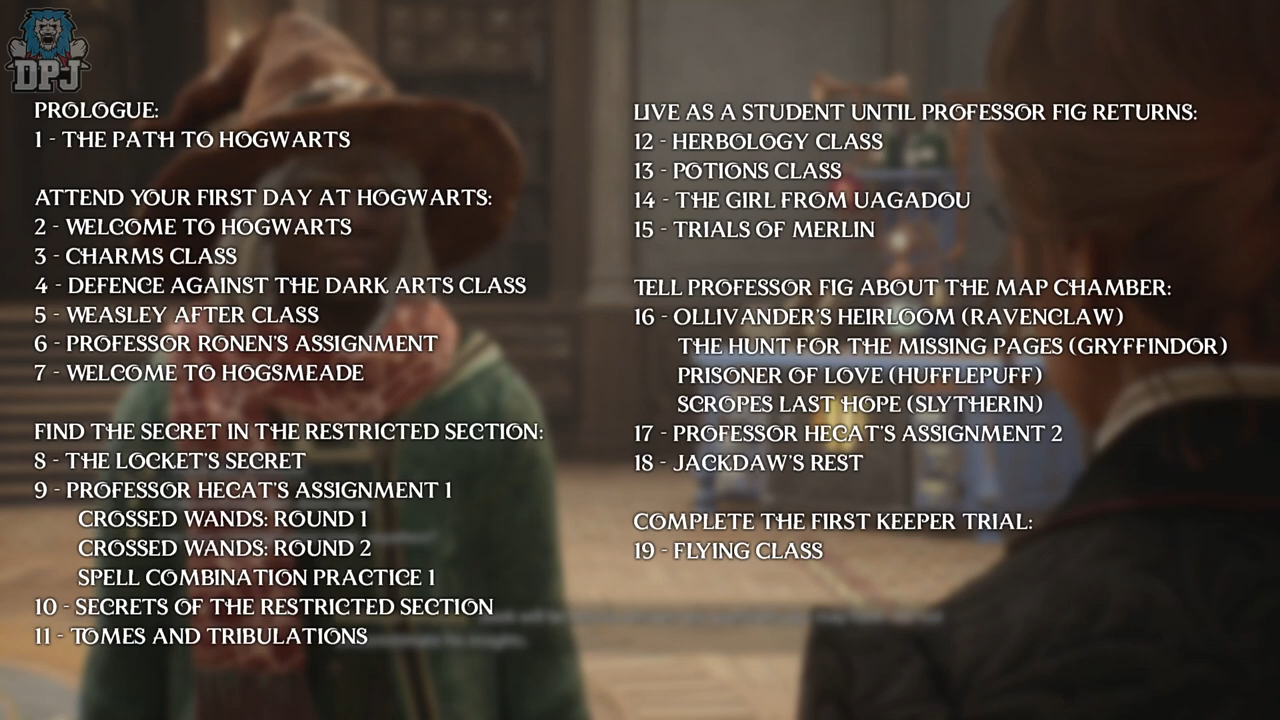 DPJ
PROLOGUE:
1 - THE PATH TO HOGWARTS
ATTEND YOUR FIRST DAY AT HOGWARTS:
2 - WELCOME TO HOGWARTS
3 - CHARMS CLASS
4 - DEFENCE AGAINST THE DARK ARTS CLASS
5 - WEASLEY AFTER CLASS
6 - PROFESSOR RONEN'S ASSIGNMENT
7 - WELCOME TO HOGSMEADE
FIND THE SECRET IN THE RESTRICTED SECTION:
8 - THE LOCKET'S SECRET
9 - PROFESSOR HECAT'S ASSIGNMENT 1
CROSSED WANDS: ROUND 1
CROSSED WANDS: ROUND 2
SPELL COMBINATION PRACTICE 1
10 - SECRETS OF THE RESTRICTED SECTION
11 - TOMES AND TRIBULATIONS
LIVE AS A STUDENT UNTIL PROFESSOR FIG RETURNS:
12 - HERBOLOGY CLASS
13 - POTIONS CLASS
14 - THE GIRL FROM UAGADOU
15 - TRIALS OF MERLIN
TELL PROFESSOR FIG ABOUT THE MAP CHAMBER:
16 - OLLIVANDER'S HEIRLOOM (RAVENCLAW)
THE HUNT FOR THE MISSING PAGES (GRYFFINDOR)
PRISONER OF LOVE (HUFFLEPUFF)
SCROPES LAST HOPE (SLYTHERIN)
17 - PROFESSOR HECAT'S ASSIGNMENT 2
18 - JACKDAW'S REST
COMPLETE THE FIRST KEEPER TRIAL:
19 - FLYING CLASS